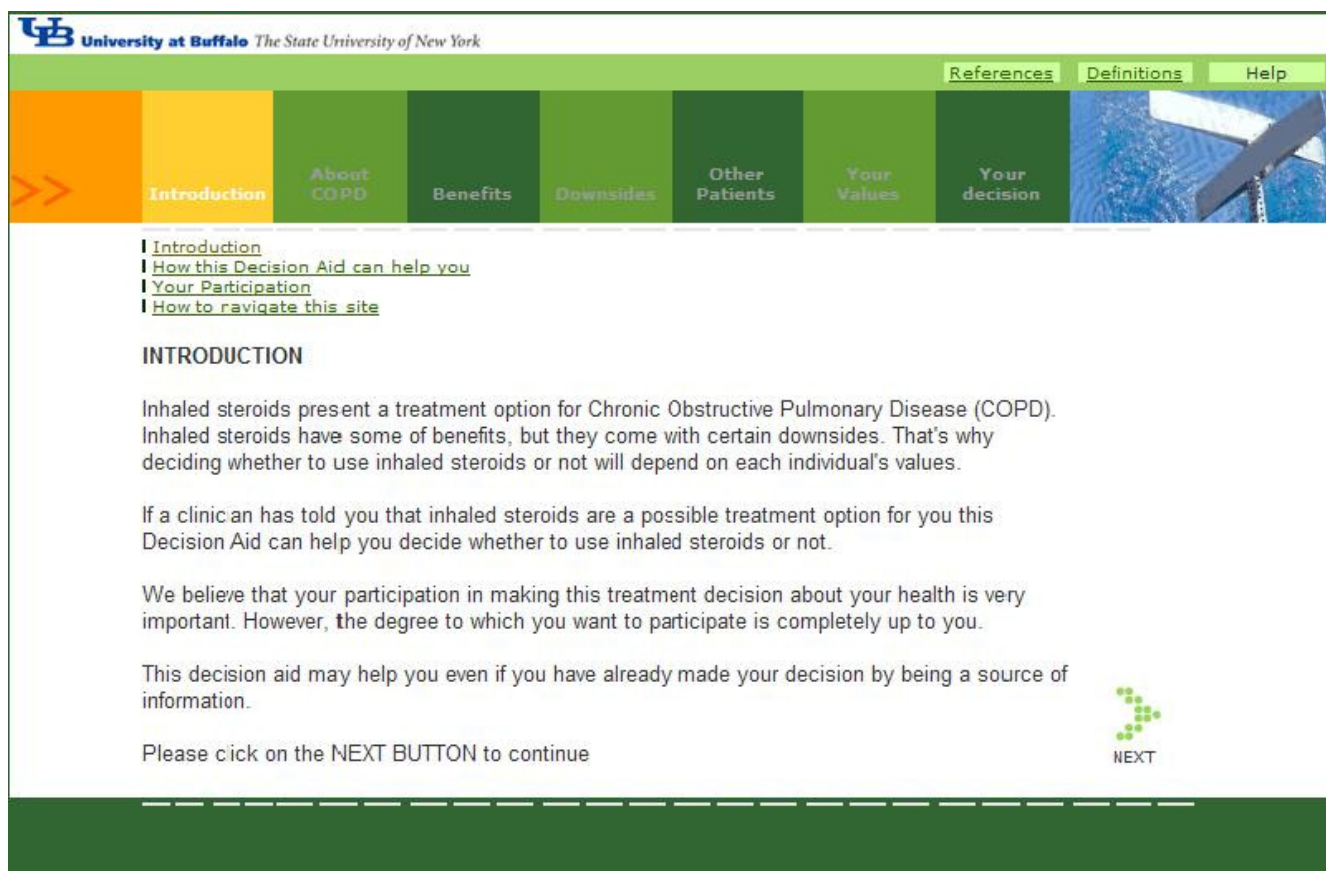 UB University at Buffalo The State University of New York
References Definitions Help
>> Introduction About COPD Benefits Downsides Other Patients Your Values Your decision
Introduction
How this Decision Aid can help you
Your Participation
How to navigate this site
INTRODUCTION
Inhaled steroids present a treatment option for Chronic Obstructive Pulmonary Disease (COPD).
Inhaled steroids have some of benefits, but they come with certain downsides. That's why
deciding whether to use inhaled steroids or not will depend on each individual's values.
If a clinician has told you that inhaled steroids are a possible treatment option for you this
Decision Aid can help you decide whether to use inhaled steroids or not.
We believe that your participation in making this treatment decision about your health is very
important. However, the degree to which you want to participate is completely up to you.
This decision aid may help you even if you have already made your decision by being a source of
information.
Please click on the NEXT BUTTON to continue
NEXT